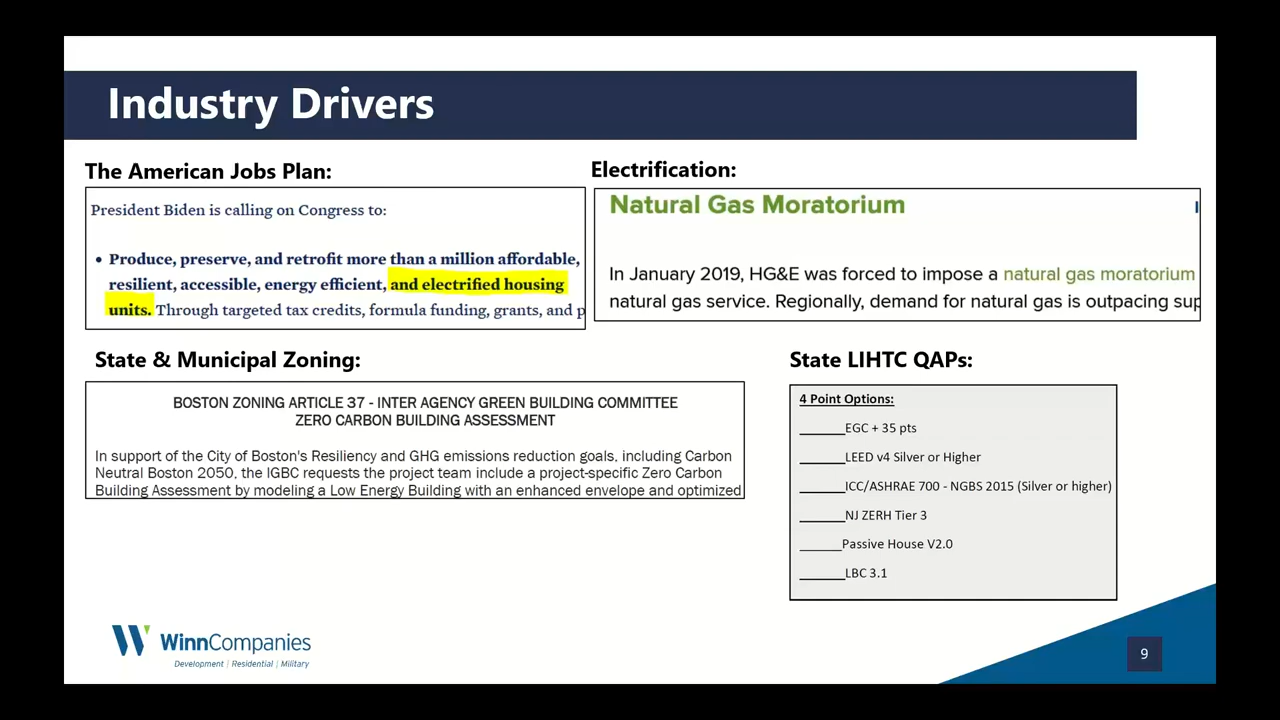 Industry Drivers
The American Jobs Plan:
President Biden is calling on Congress to:
• Produce, preserve, and retrofit more than a million affordable,
resilient, accessible, energy efficient, and electrified housing
units. Through targeted tax credits, formula funding, grants, and p
Electrification:
Natural Gas Moratorium
In January 2019, HG&E was forced to impose a natural gas moratorium
natural gas service. Regionally, demand for natural gas is outpacing sup
State & Municipal Zoning:
BOSTON ZONING ARTICLE 37 - INTER AGENCY GREEN BUILDING COMMITTEE
ZERO CARBON BUILDING ASSESSMENT
In support of the City of Boston's Resiliency and GHG emissions reduction goals, including Carbon
Neutral Boston 2050, the IGBC requests the project team include a project-specific Zero Carbon
Building Assessment by modeling a Low Energy Building with an enhanced envelope and optimized
State LIHTC QAPs:
4 Point Options:
______EGC + 35 pts
______LEED v4 Silver or Higher
______ICC/ASHRAE 700 - NGBS 2015 (Silver or higher)
______NJ ZERH Tier 3
______Passive House V2.0
______LBC 3.1
WinnCompanies
Development | Residential | Military
9